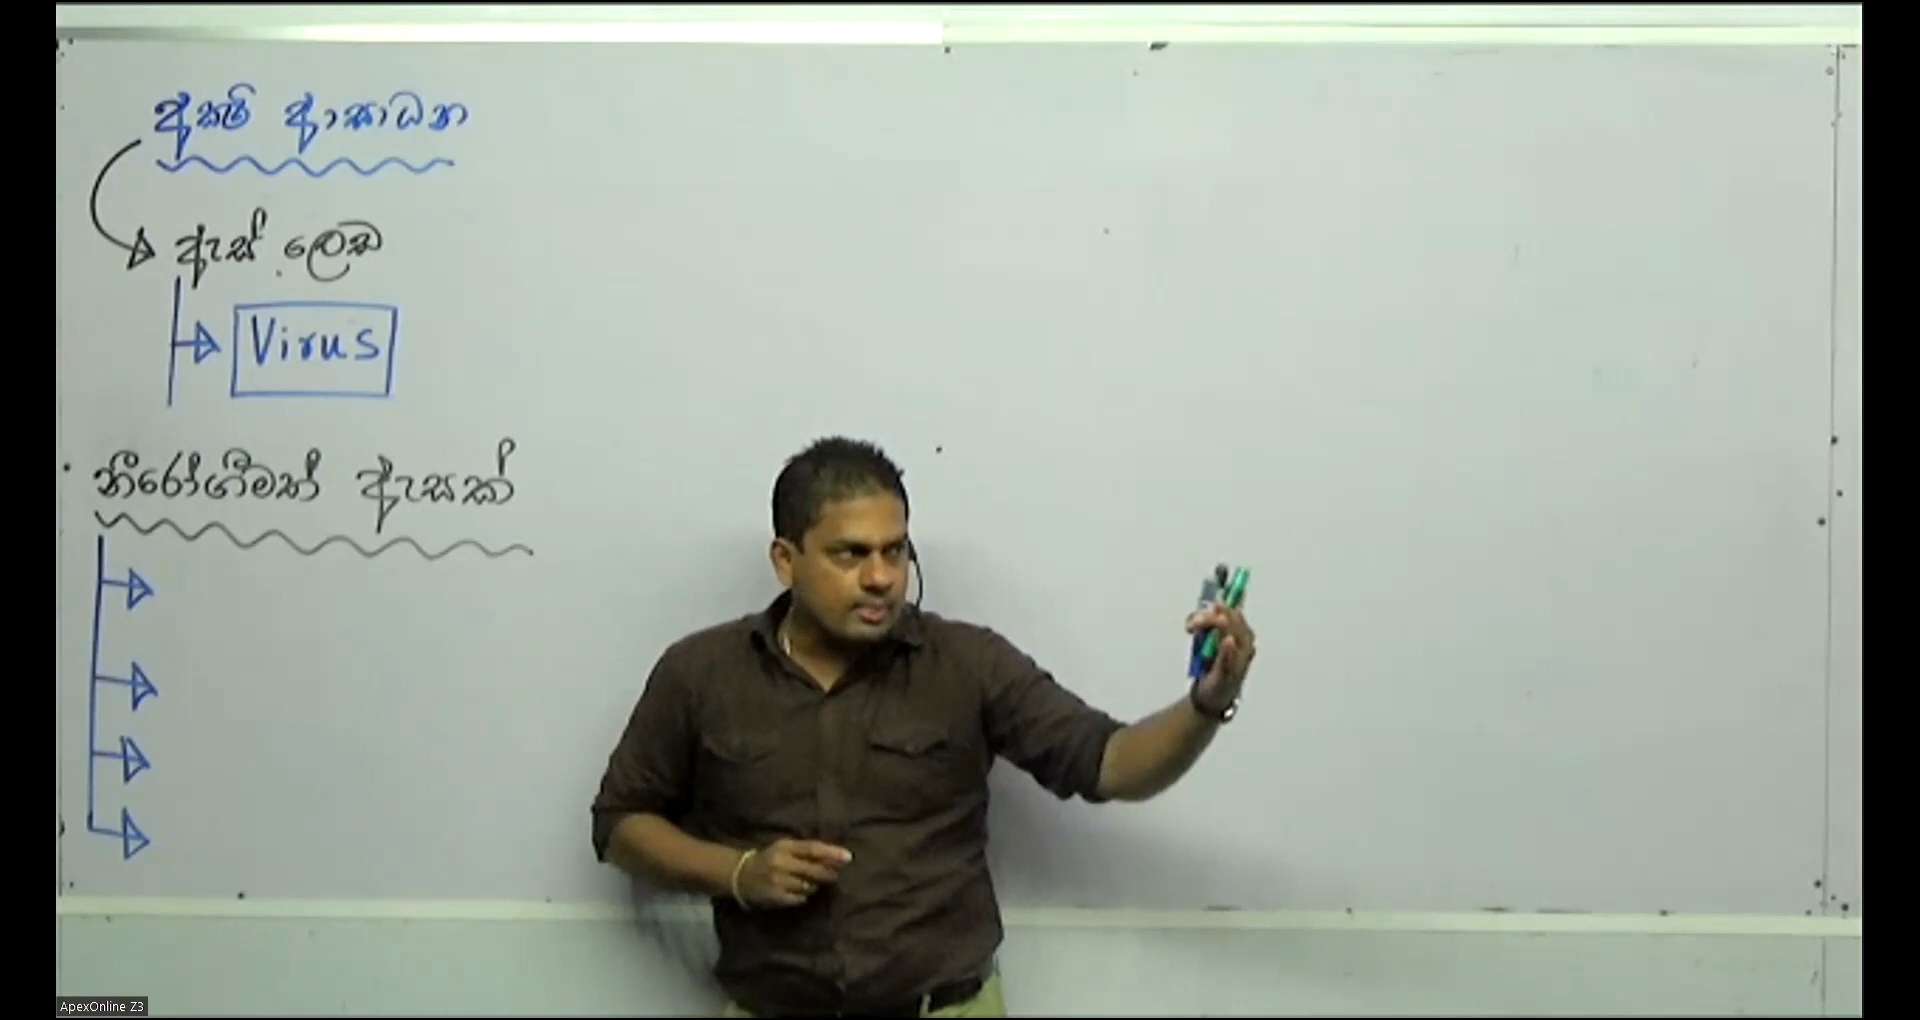 අක්ෂි ආසාධන
ඇස් ලෙඩ
Virus
නීරෝගීමත් ඇසක්
ApexOnline Z3